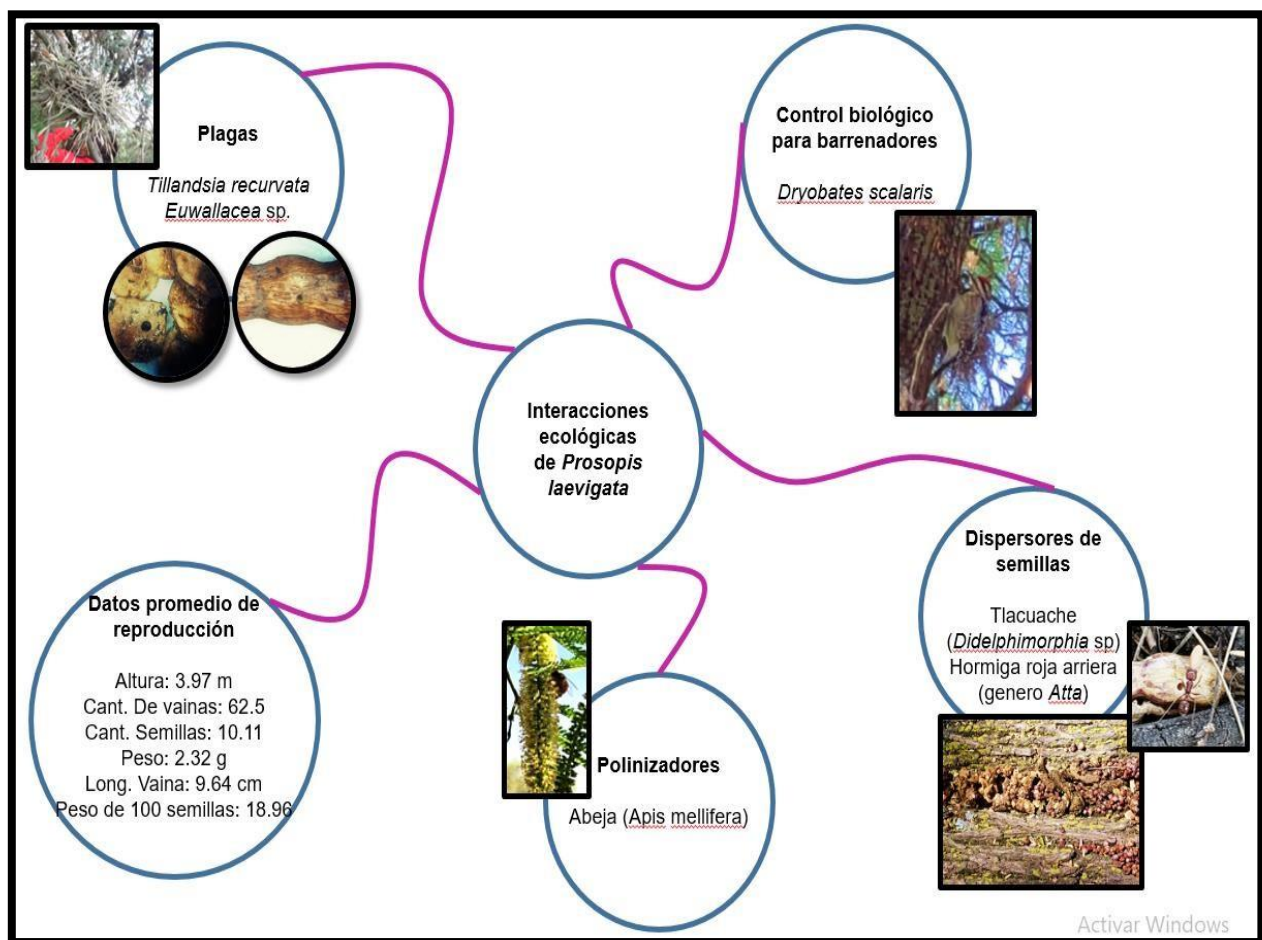 Plagas
Tillandsia recurvata
Euwallacea sp.
Control biológico
para barrenadores
Dryobates scalaris
Interacciones
ecológicas
de Prosopis
laevigata
Dispersores de
semillas
Tlacuache
(Didelphimorphia sp)
Hormiga roja arriera
(genero Atta)
Datos promedio de
reproducción
Altura: 3.97 m
Cant. De vainas: 62.5
Cant. Semillas: 10.11
Peso: 2.32 g
Long. Vaina: 9.64 cm
Peso de 100 semillas: 18.96
Polinizadores
Abeja (Apis mellifera)
Activar Windows